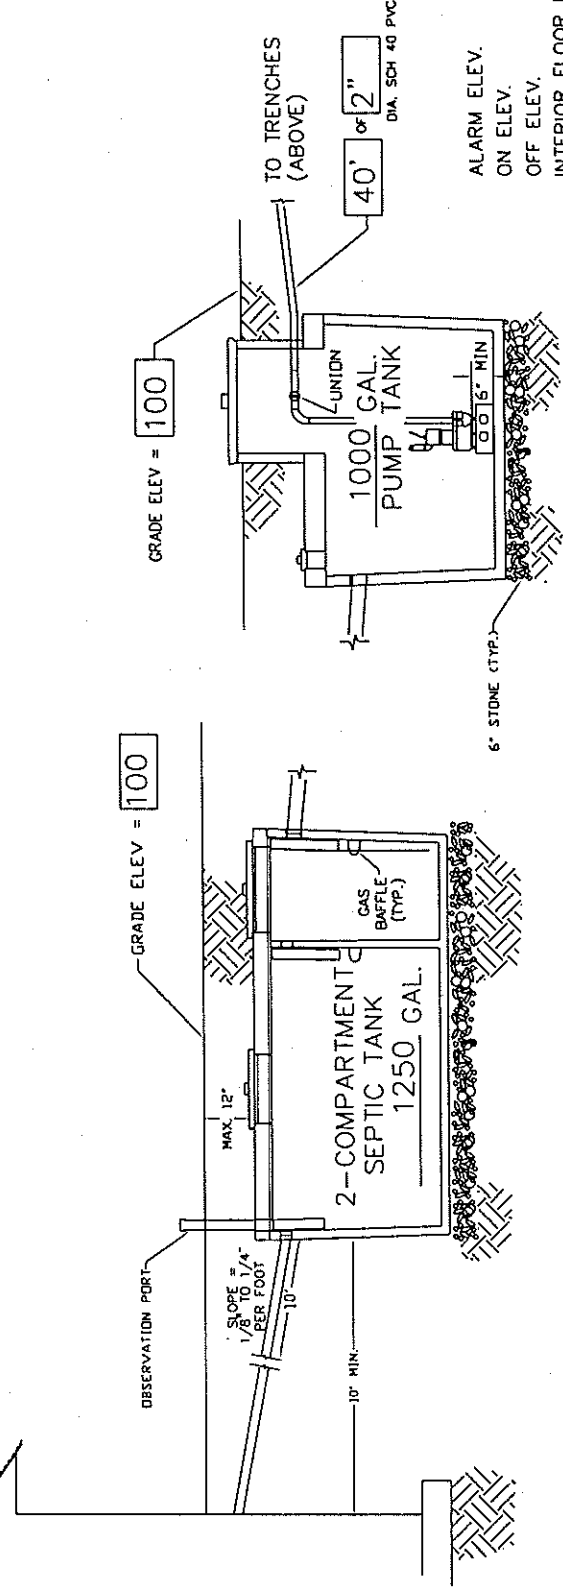 OBSERVATION PORT
SLOPE =
1/8" TO 1/4"
PER FOOT
10'
10' MIN.
MAX. 12"
GRADE ELEV = 100
2-COMPARTMENT
SEPTIC TANK
1250 GAL.
GAS
BAFFLE
(TYP.)
6" STONE (TYP.)
GRADE ELEV = 100
UNION
1000 GAL.
PUMP TANK
6" MIN
TO TRENCHES
(ABOVE)
40' OF 2"
DIA. SCH 40 PVC
ALARM ELEV.
ON ELEV.
OFF ELEV.
INTERIOR FLOOR